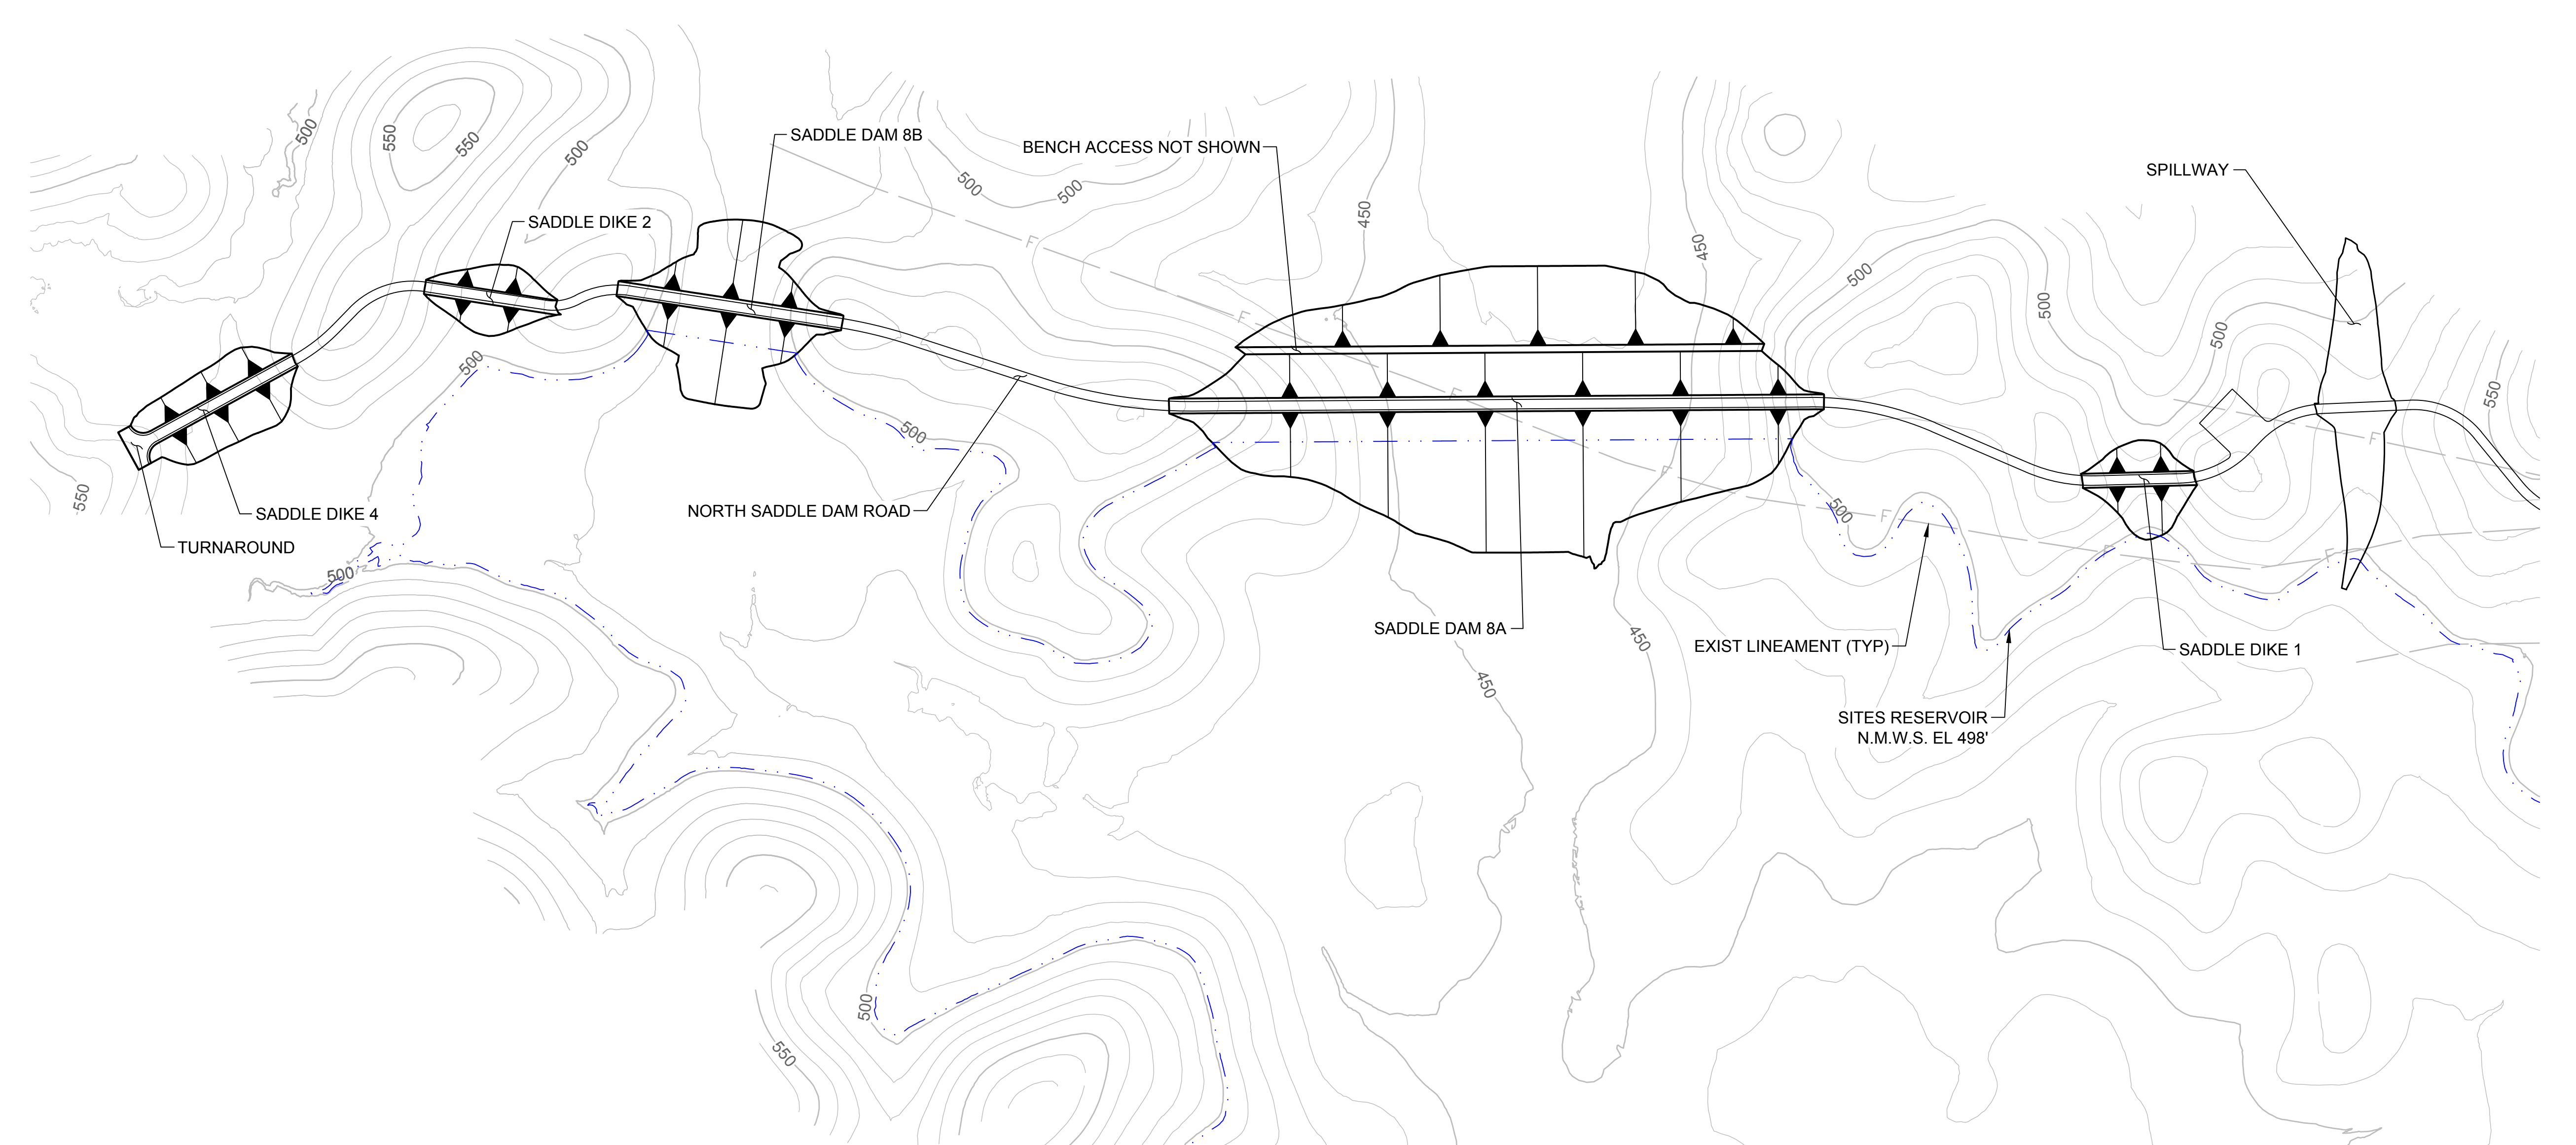 500
550
550
500
SADDLE DAM 8B
BENCH ACCESS NOT SHOWN
500
500
450
450
SPILLWAY
SADDLE DIKE 2
F
F
F
F
F
F
F
F
500
500
500
550
500
500
550
SADDLE DIKE 4
TURNAROUND
500
NORTH SADDLE DAM ROAD
500
SADDLE DAM 8A
450
450
EXIST LINEAMENT (TYP)
SADDLE DIKE 1
SITES RESERVOIR
N.M.W.S. EL 498'
500
550